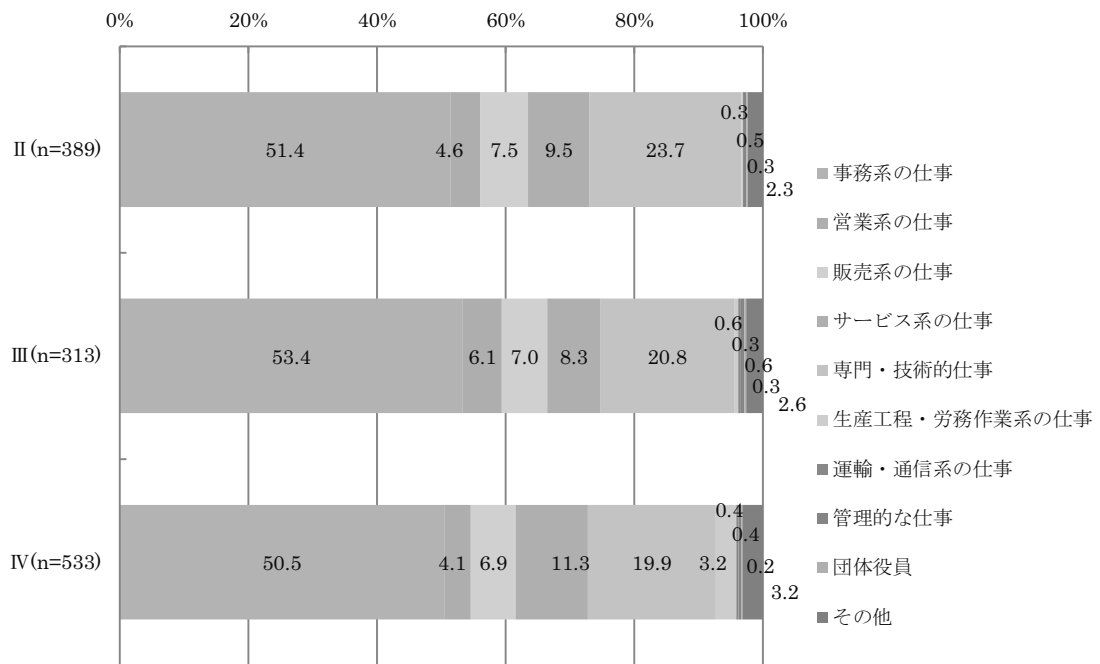 0% 20% 40% 60% 80% 100%
Ⅱ(n=389) 51.4 4.6 7.5 9.5 23.7 0.3 0.5 0.3 2.3
Ⅲ(n=313) 53.4 6.1 7.0 8.3 20.8 0.6 0.3 0.6 0.3 2.6
Ⅳ(n=533) 50.5 4.1 6.9 11.3 19.9 3.2 0.4 0.4 0.2 3.2
事務系の仕事
営業系の仕事
販売系の仕事
サービス系の仕事
専門・技術的仕事
生産工程・労務作業系の仕事
運輸・通信系の仕事
管理的な仕事
団体役員
その他